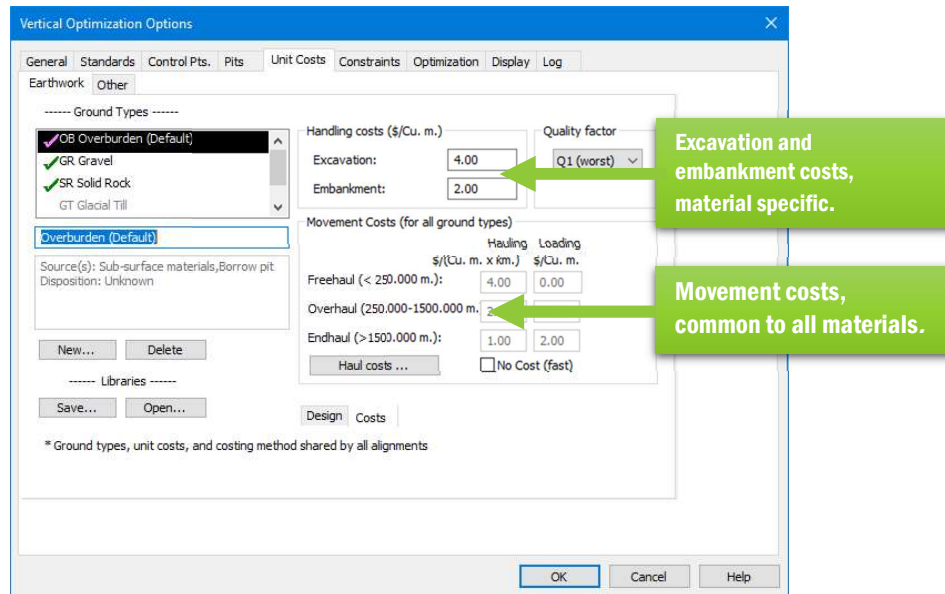 Vertical Optimization Options
General Standards Control Pts. Pits Unit Costs Constraints Optimization Display Log
Earthwork Other
------ Ground Types ------
OB Overburden (Default)
GR Gravel
SR Solid Rock
GT Glacial Till
Overburden (Default)
Source(s): Sub-surface materials,Borrow pit
Disposition: Unknown
New... Delete
------ Libraries ------
Save... Open...
* Ground types, unit costs, and costing method shared by all alignments
Handling costs ($/Cu. m.)
Excavation: 4.00
Embankment: 2.00
Quality factor
Q1 (worst)
Movement Costs (for all ground types)
Hauling Loading
$/(Cu. m. x km.) $/Cu. m.
Freehaul (< 250.000 m.): 4.00 0.00
Overhaul (250.000-1500.000 m.
Endhaul (>1500.000 m.): 1.00 2.00
Haul costs ... No Cost (fast)
Design Costs
OK Cancel Help
Excavation and
embankment costs,
material specific.
Movement costs,
common to all materials.